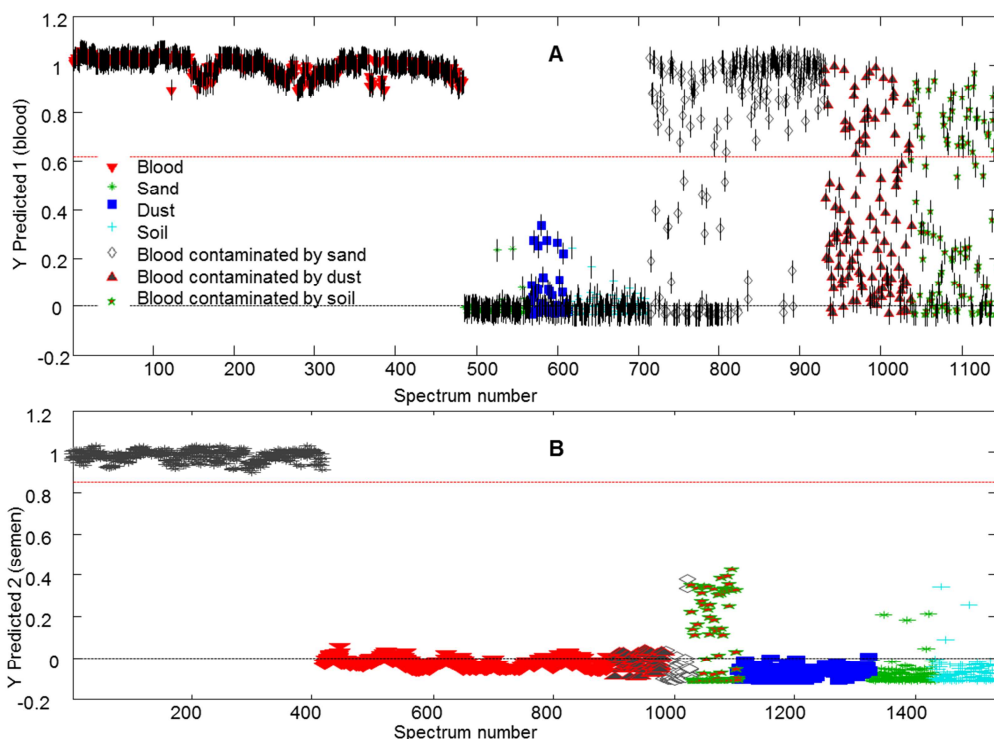 A
Y Predicted 1 (blood)
1.2
1
0.8
0.6
0.4
0.2
0
-0.2
Blood
Sand
Dust
Soil
Blood contaminated by sand
Blood contaminated by dust
Blood contaminated by soil
100 200 300 400 500 600 700 800 900 1000 1100
Spectrum number
B
Y Predicted 2 (semen)
1.2
1
0.8
0.6
0.4
0.2
0
-0.2
200 400 600 800 1000 1200 1400
Spectrum number